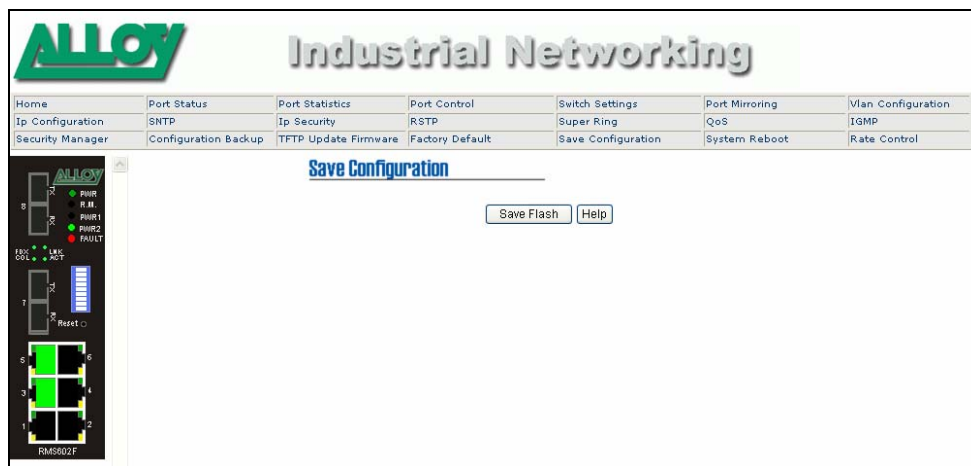 ALLOY Industrial Networking
Home Port Status Port Statistics Port Control Switch Settings Port Mirroring Vlan Configuration
Ip Configuration SNTP Ip Security RSTP Super Ring QoS IGMP
Security Manager Configuration Backup TFTP Update Firmware Factory Default Save Configuration System Reboot Rate Control
Save Configuration
Save Flash Help
ALLOY
TX
PWR
R.M.
8
PWR1
RX
PWR2
FAULT
FDX LNK
COL ACT
TX
7
RX
Reset
5 6
3 4
1 2
RMS602F